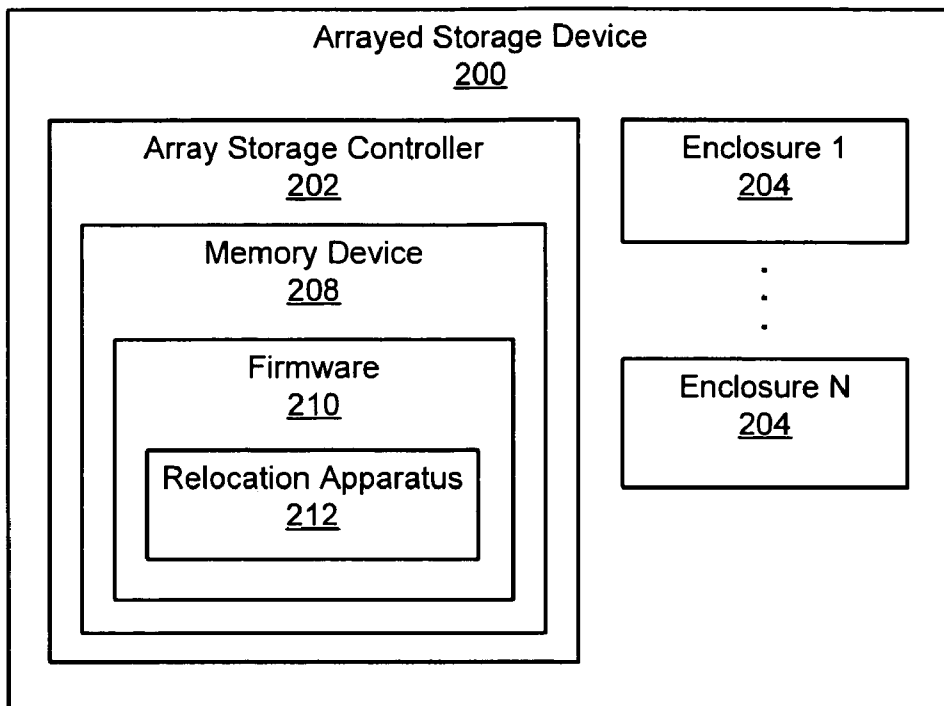 Arrayed Storage Device
200
Array Storage Controller
202
Memory Device
208
Firmware
210
Relocation Apparatus
212
Enclosure 1
204
Enclosure N
204